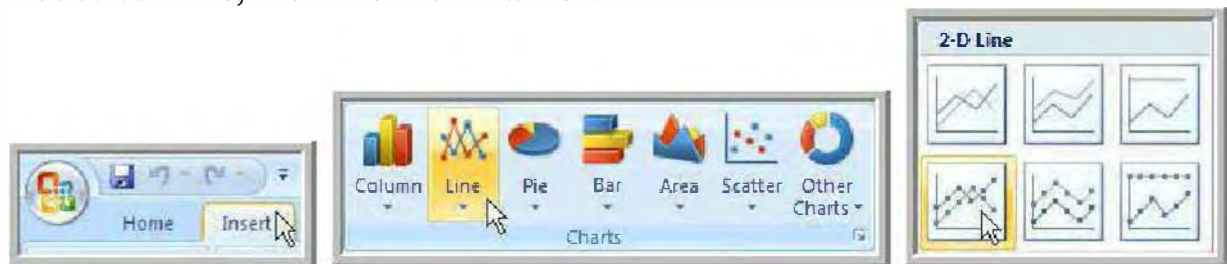 2-D Line
Column Line Pie Bar Area Scatter Other
Charts
Charts
Home Insert